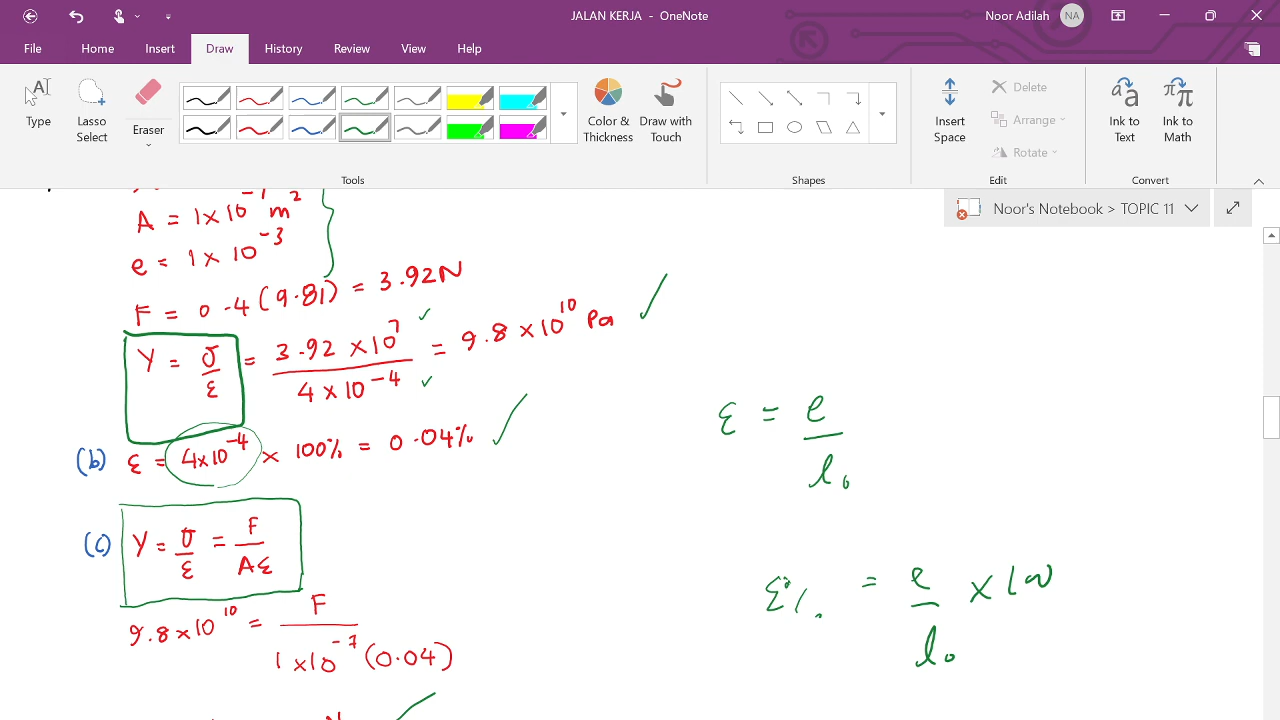 JALAN KERJA - OneNote
Noor Adilah NA
File Home Insert Draw History Review View Help
Type
Lasso Select
Eraser
Color & Thickness
Draw with Touch
Insert Space
Delete
Arrange
Rotate
Ink to Text
Ink to Math
Tools Shapes Edit Convert
Noor's Notebook > TOPIC 11
A = 1×10⁻⁷ m²
e = 1×10⁻³
F = 0.4(9.81) = 3.92N
Y = σ/ε = 3.92×10⁷ / 4×10⁻⁴ = 9.8×10¹⁰ Pa
(b) ε = 4×10⁻⁴ × 100% = 0.04%
(c) Y = σ/ε = F/Aε
9.8×10¹⁰ = F / 1×10⁻⁷(0.04)
N
ε = e/l₀
ε% = e/l₀ × 100